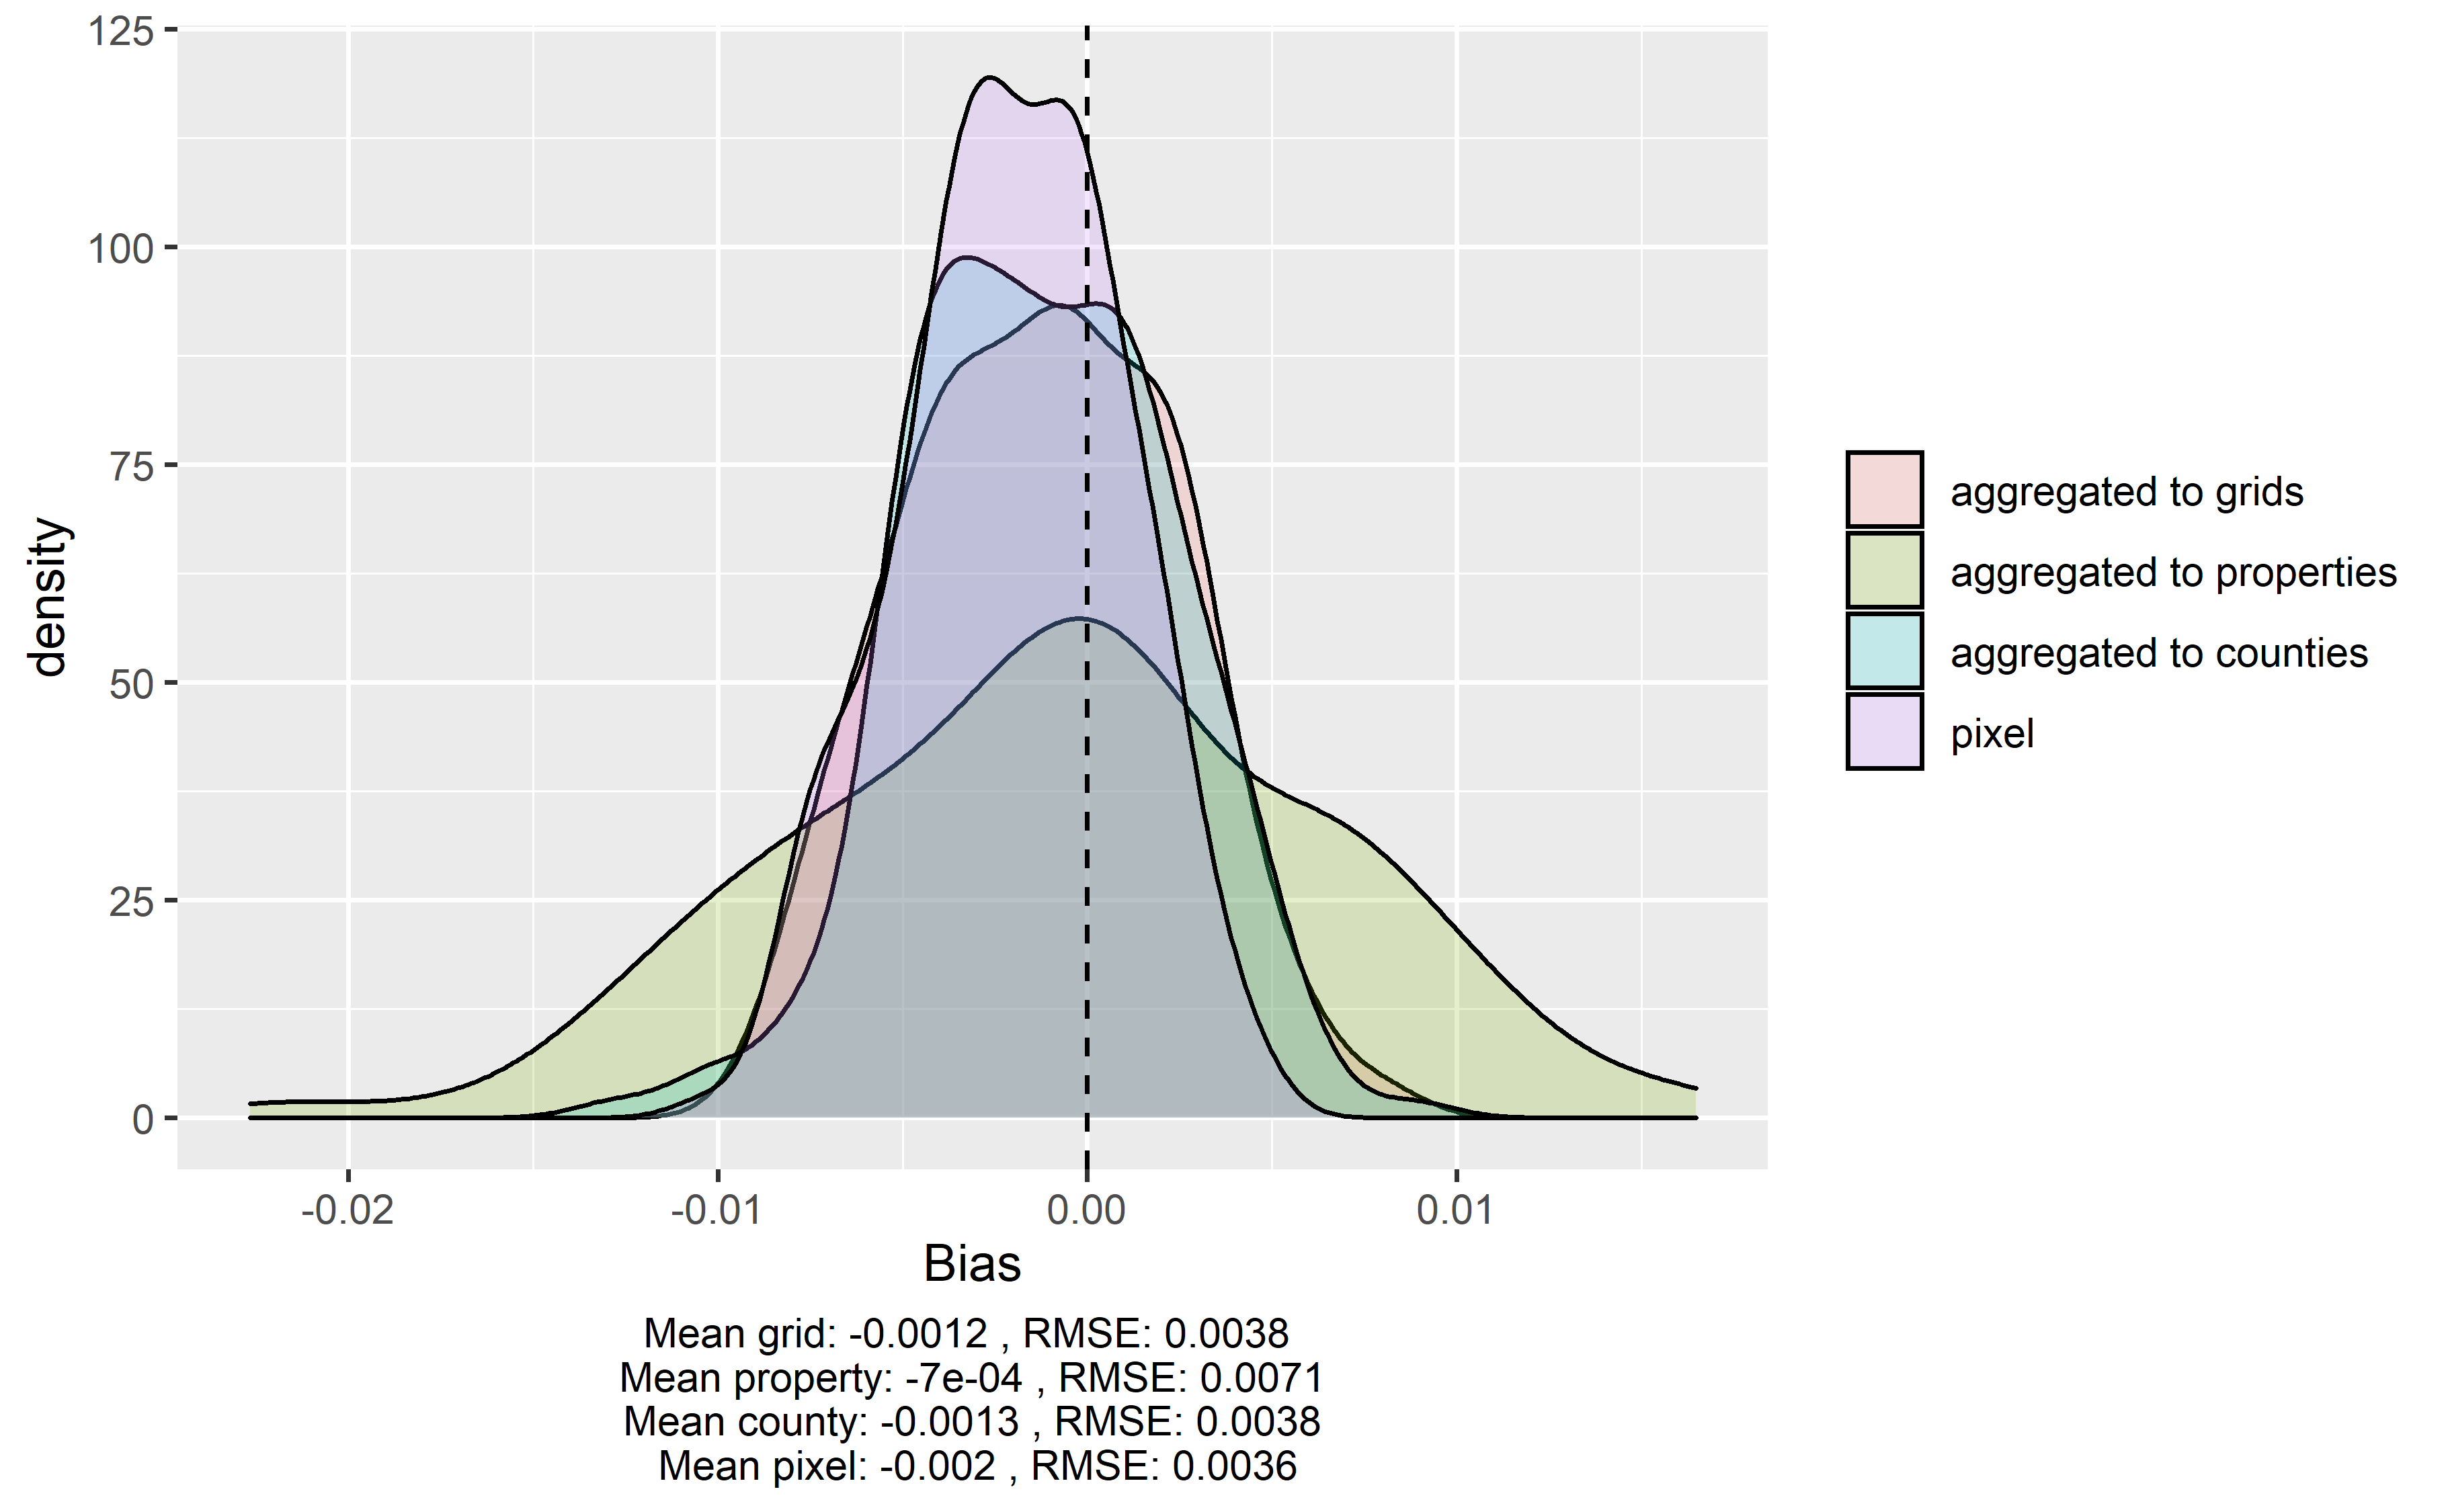 125
100
75
50
25
0
density
-0.02
-0.01
0.00
0.01
Bias
Mean grid: -0.0012 , RMSE: 0.0038
Mean property: -7e-04 , RMSE: 0.0071
Mean county: -0.0013 , RMSE: 0.0038
Mean pixel: -0.002 , RMSE: 0.0036
aggregated to grids
aggregated to properties
aggregated to counties
pixel